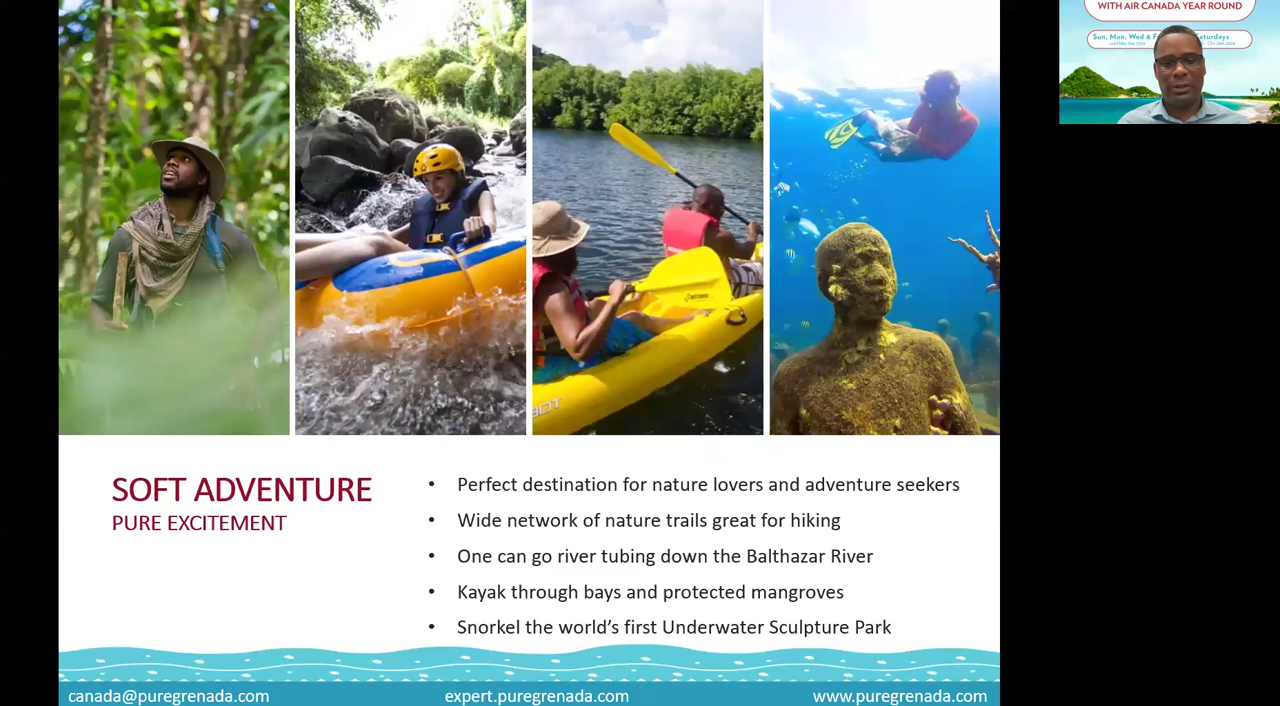 SOFT ADVENTURE
PURE EXCITEMENT
• Perfect destination for nature lovers and adventure seekers
• Wide network of nature trails great for hiking
• One can go river tubing down the Balthazar River
• Kayak through bays and protected mangroves
• Snorkel the world’s first Underwater Sculpture Park
canada@puregrenada.com
expert.puregrenada.com
www.puregrenada.com
WITH AIR CANADA YEAR ROUND
Sun, Mon, Wed &